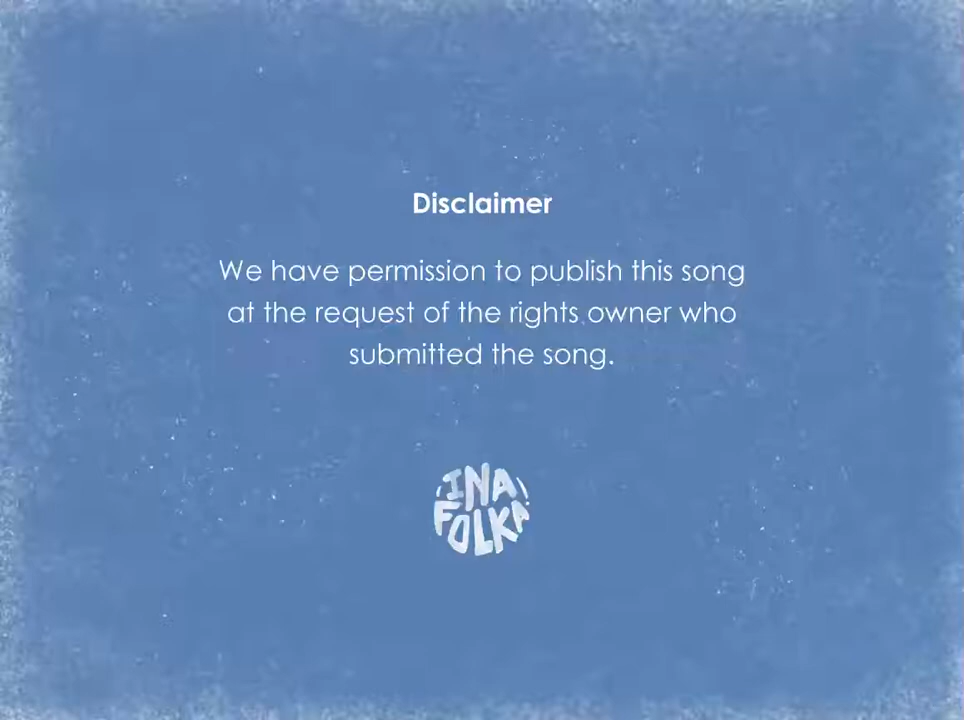 Disclaimer
We have permission to publish this song
at the request of the rights owner who
submitted the song.
INA
FOLKA